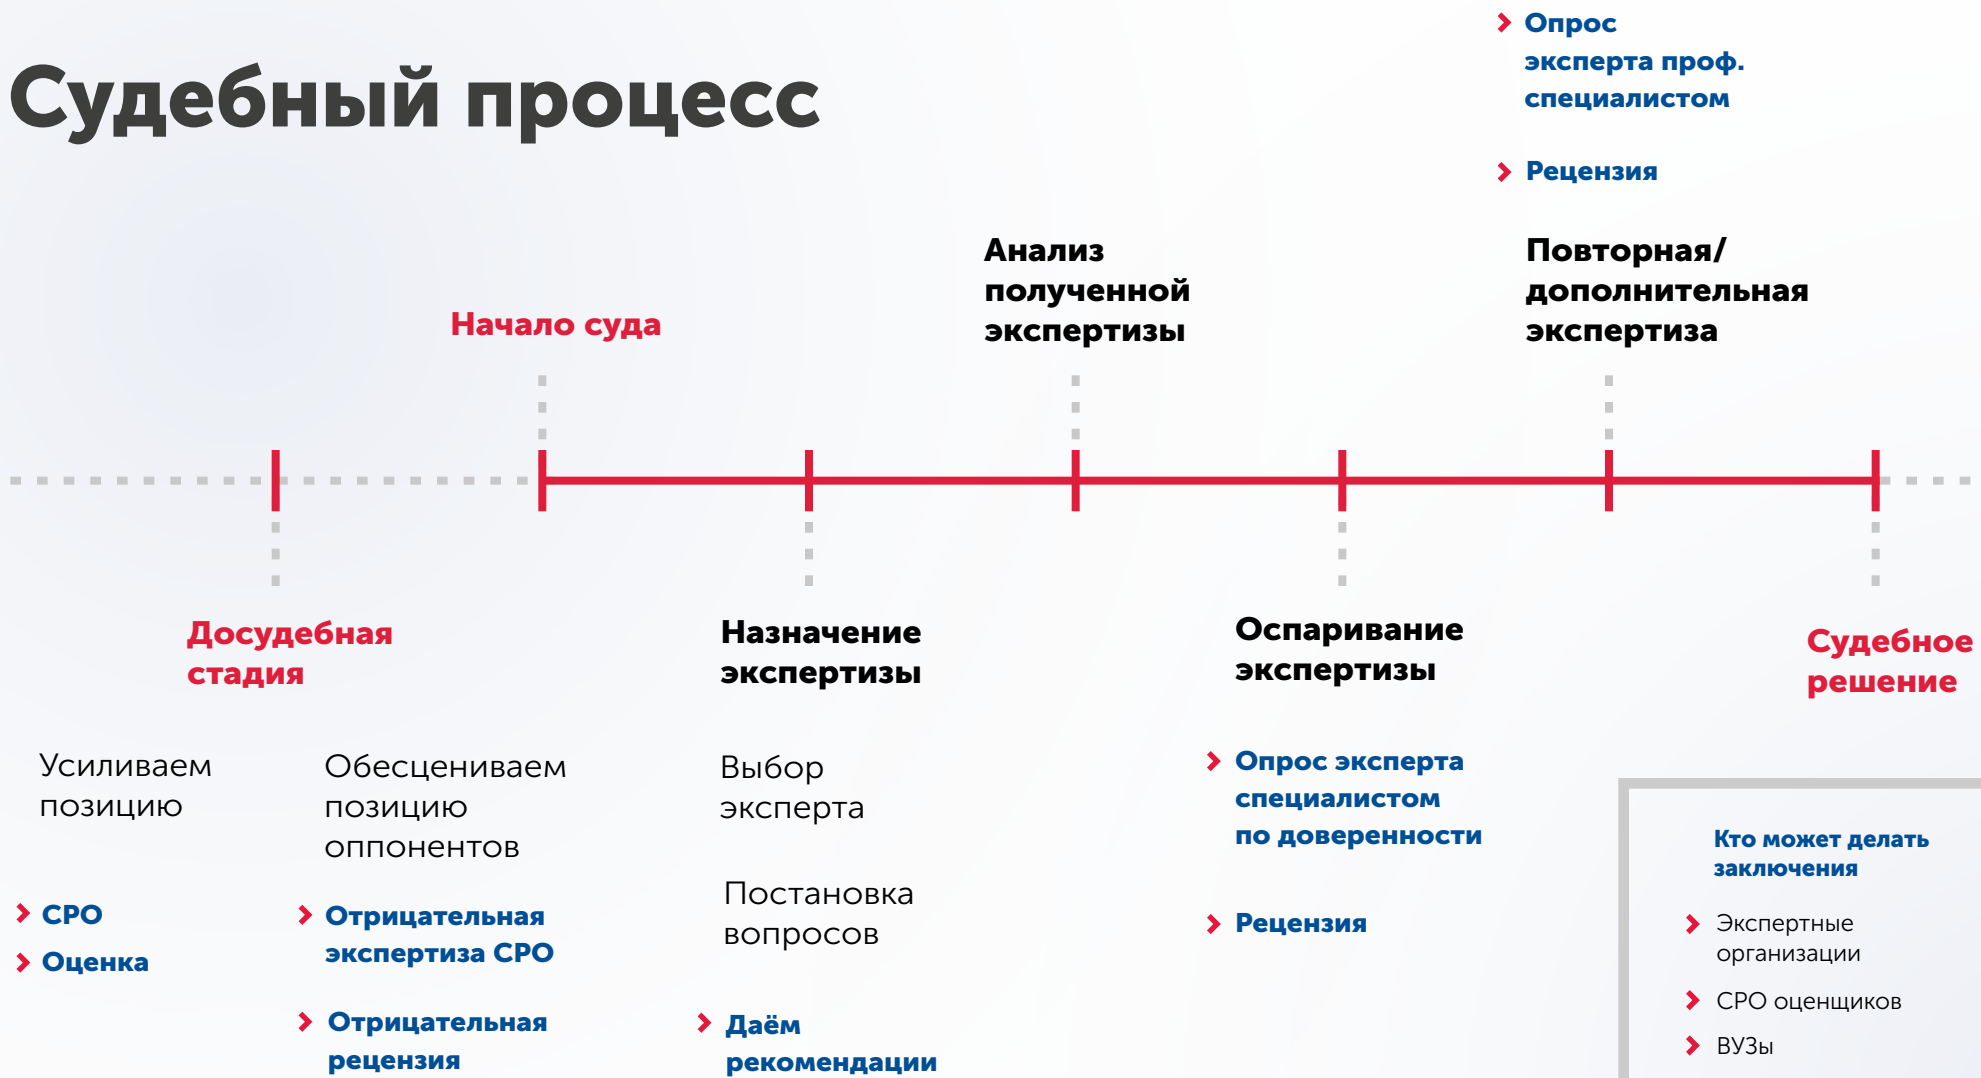 Судебный процесс
Опрос
эксперта проф.
специалистом
Рецензия
Начало суда
Анализ
полученной
экспертизы
Повторная/
дополнительная
экспертиза
Досудебная
стадия
Назначение
экспертизы
Оспаривание
экспертизы
Судебное
решение
Усиливаем
позицию
СРО
Оценка
Обесцениваем
позицию
оппонентов
Отрицательная
экспертиза СРО
Отрицательная
рецензия
Выбор
эксперта
Постановка
вопросов
Даём
рекомендации
Опрос эксперта
специалистом
по доверенности
Рецензия
Кто может делать
заключения
Экспертные
организации
СРО оценщиков
ВУЗы